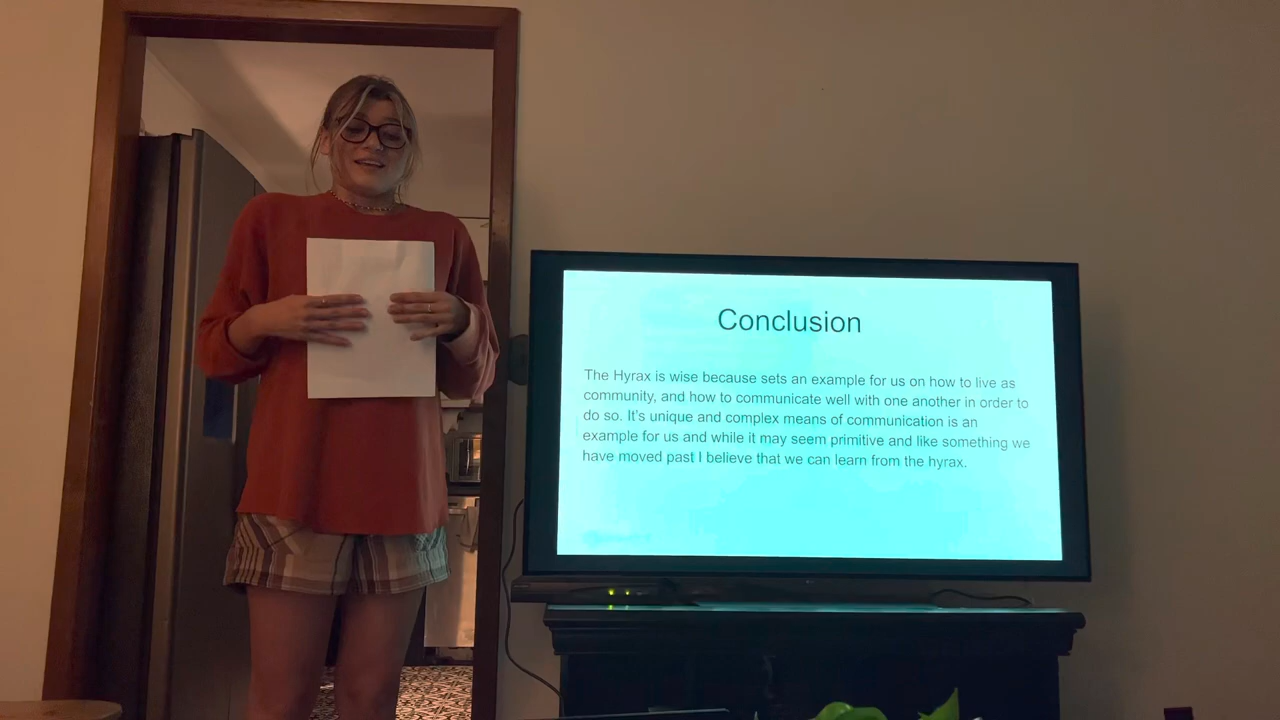 Conclusion
The Hyrax is wise because sets an example for us on how to live as
community, and how to communicate well with one another in order to
do so. It's unique and complex means of communication is an
example for us and while it may seem primitive and like something we
have moved past I believe that we can learn from the hyrax.